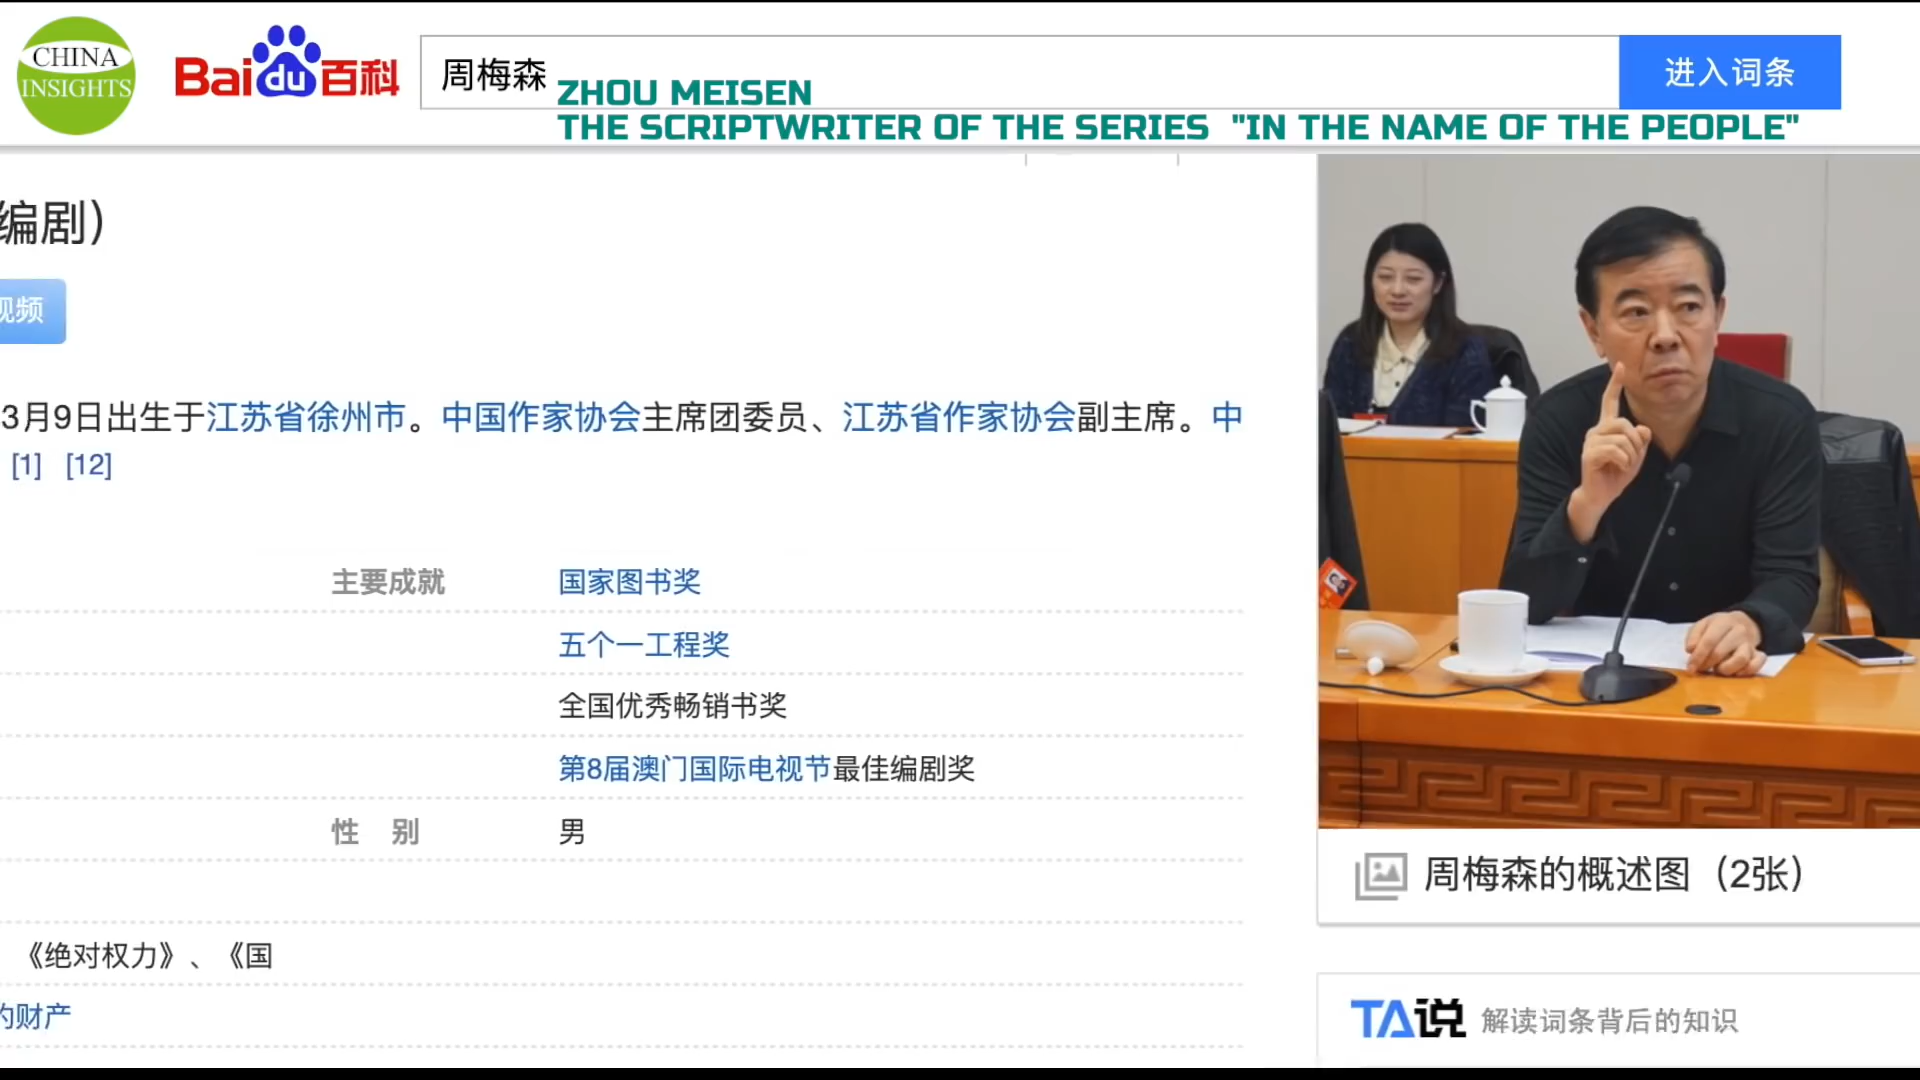 CHINA
INSIGHTS
Bai du 百科
周梅森
进入词条
ZHOU MEISEN
THE SCRIPTWRITER OF THE SERIES "IN THE NAME OF THE PEOPLE"
编剧）
视频
3月9日出生于江苏省徐州市。中国作家协会主席团委员、江苏省作家协会副主席。中
[1] [12]
主要成就 国家图书奖
五个一工程奖
全国优秀畅销书奖
第8届澳门国际电视节最佳编剧奖
性 别 男
《绝对权力》、《国
的财产
周梅森的概述图（2张）
TA说 解读词条背后的知识